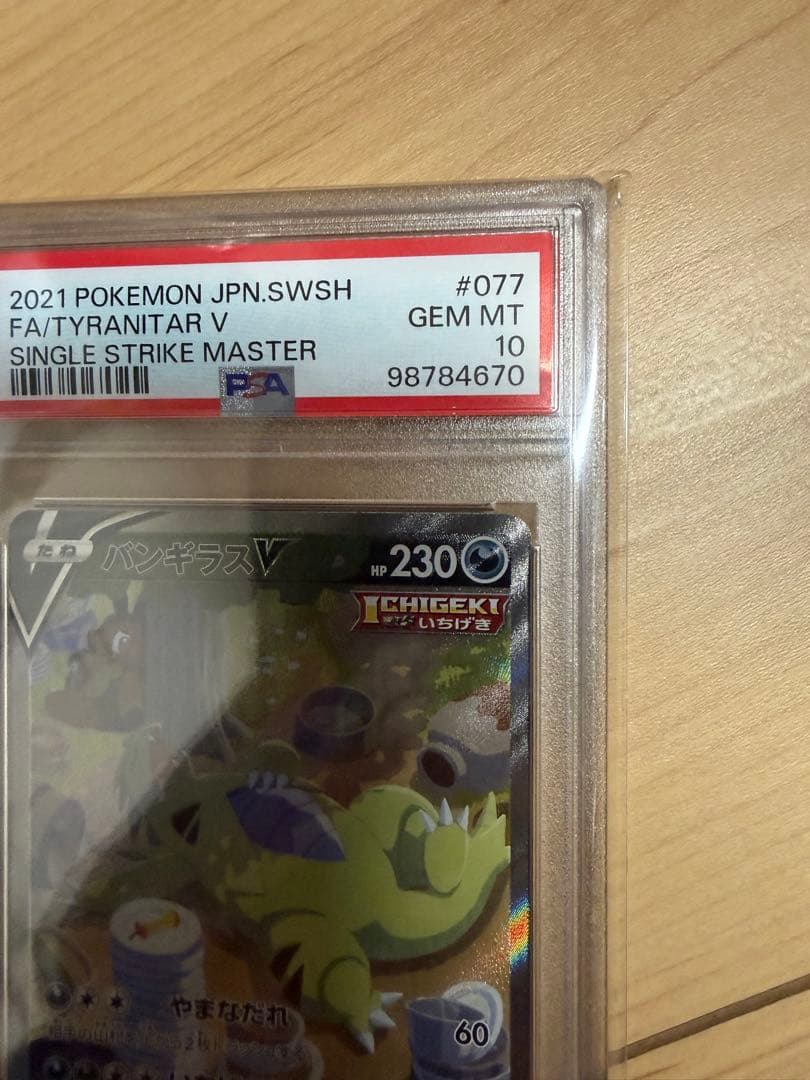 2021 POKEMON JPN.SWSH #077
FA/TYRANITAR V GEM MT
SINGLE STRIKE MASTER 10
PSA 98784670
たね バンギラスV HP 230
ICHIGEKI
いちげき
やまなだれ 60